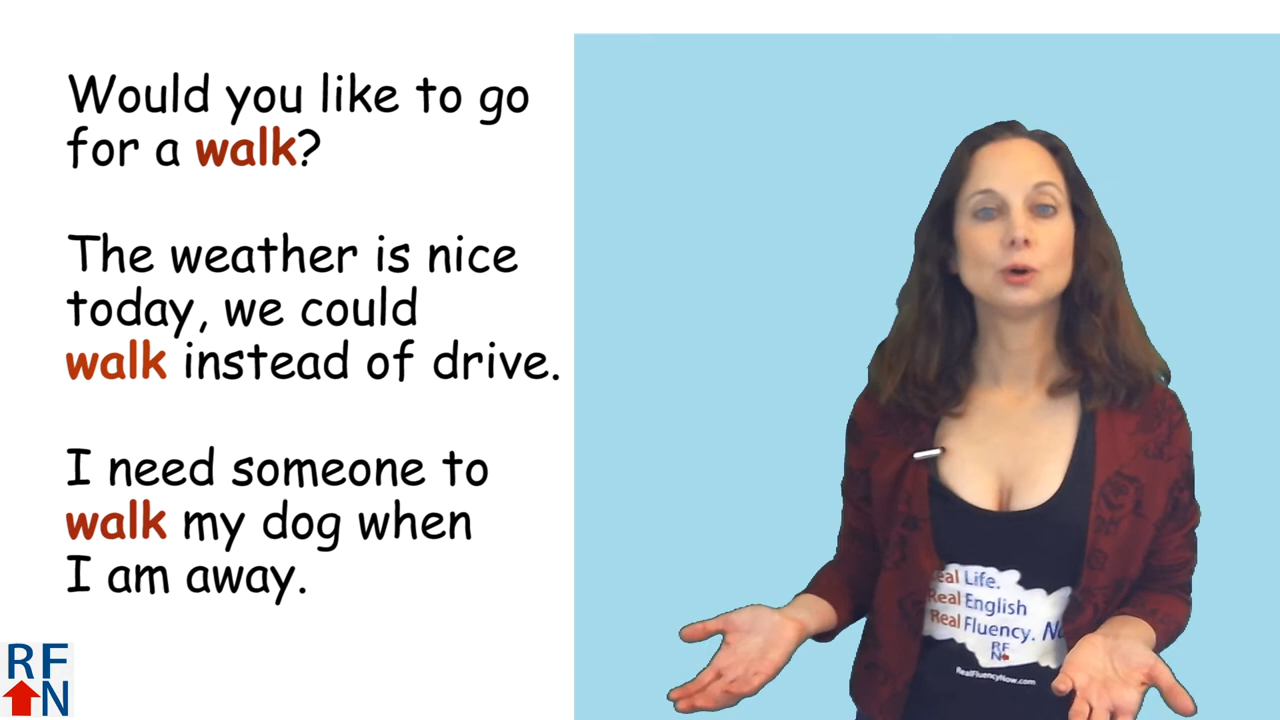 Would you like to go
for a walk?
The weather is nice
today, we could
walk instead of drive.
I need someone to
walk my dog when
I am away.
Life.
Real English
Real Fluency.
RF
N
RealFluencyNow.com
RF
N